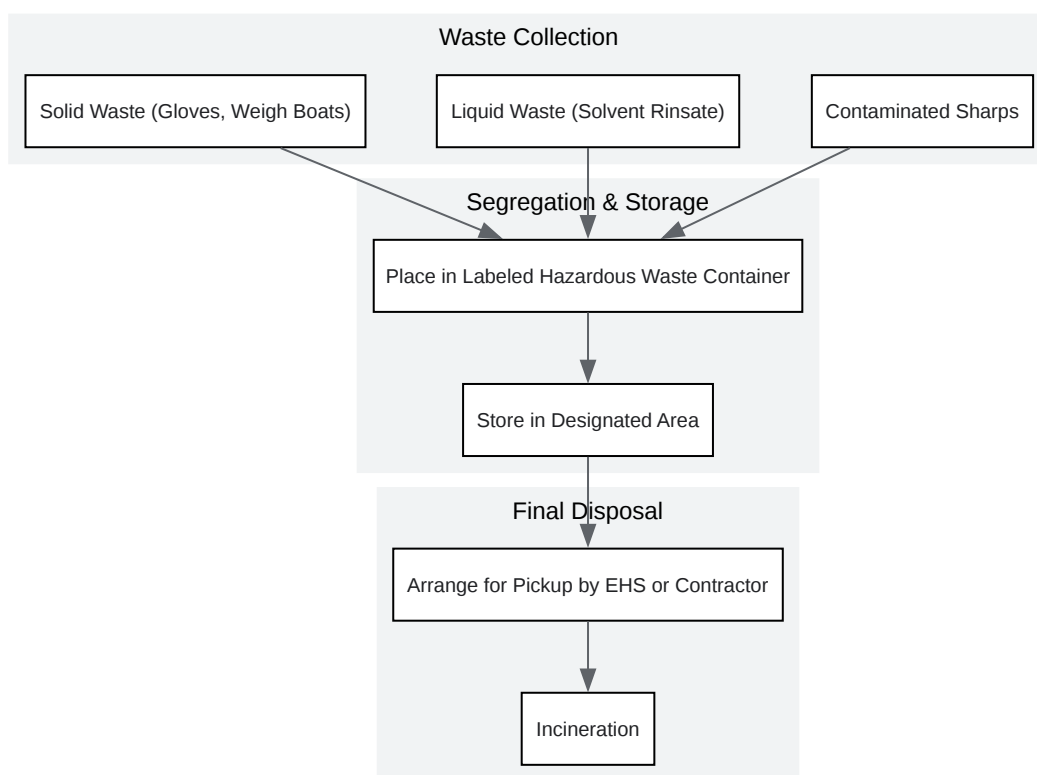 Waste Collection
Solid Waste (Gloves, Weigh Boats)
Liquid Waste (Solvent Rinsate)
Contaminated Sharps
Segregation & Storage
Place in Labeled Hazardous Waste Container
Store in Designated Area
Final Disposal
Arrange for Pickup by EHS or Contractor
Incineration